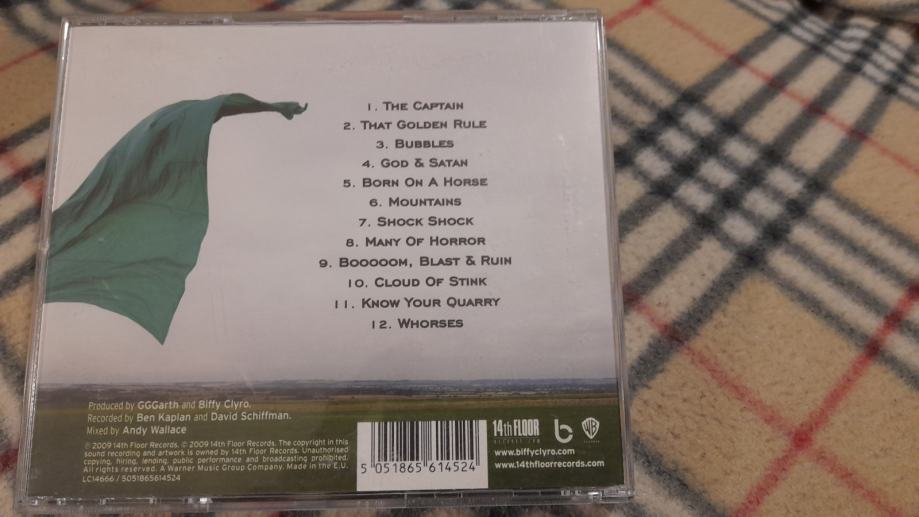 1. The Captain
2. That Golden Rule
3. Bubbles
4. God & Satan
5. Born On A Horse
6. Mountains
7. Shock Shock
8. Many Of Horror
9. Booooom, Blast & Ruin
10. Cloud Of Stink
11. Know Your Quarry
12. Whorses
Produced by GGGarth and Biffy Clyro.
Recorded by Ben Kaplan and David Schiffman.
Mixed by Andy Wallace
℗ 2009 14th Floor Records. © 2009 14th Floor Records. The copyright in this
sound recording and artwork is owned by 14th Floor Records. Unauthorised
copying, hiring, lending, public performance and broadcasting prohibited.
All rights reserved. A Warner Music Group Company. Made in the E.U.
LC14666 / 5051865614524
5 051865 614524
14th FLOOR
RECORDS.COM
WB
www.biffyclyro.com
www.14thfloorrecords.com